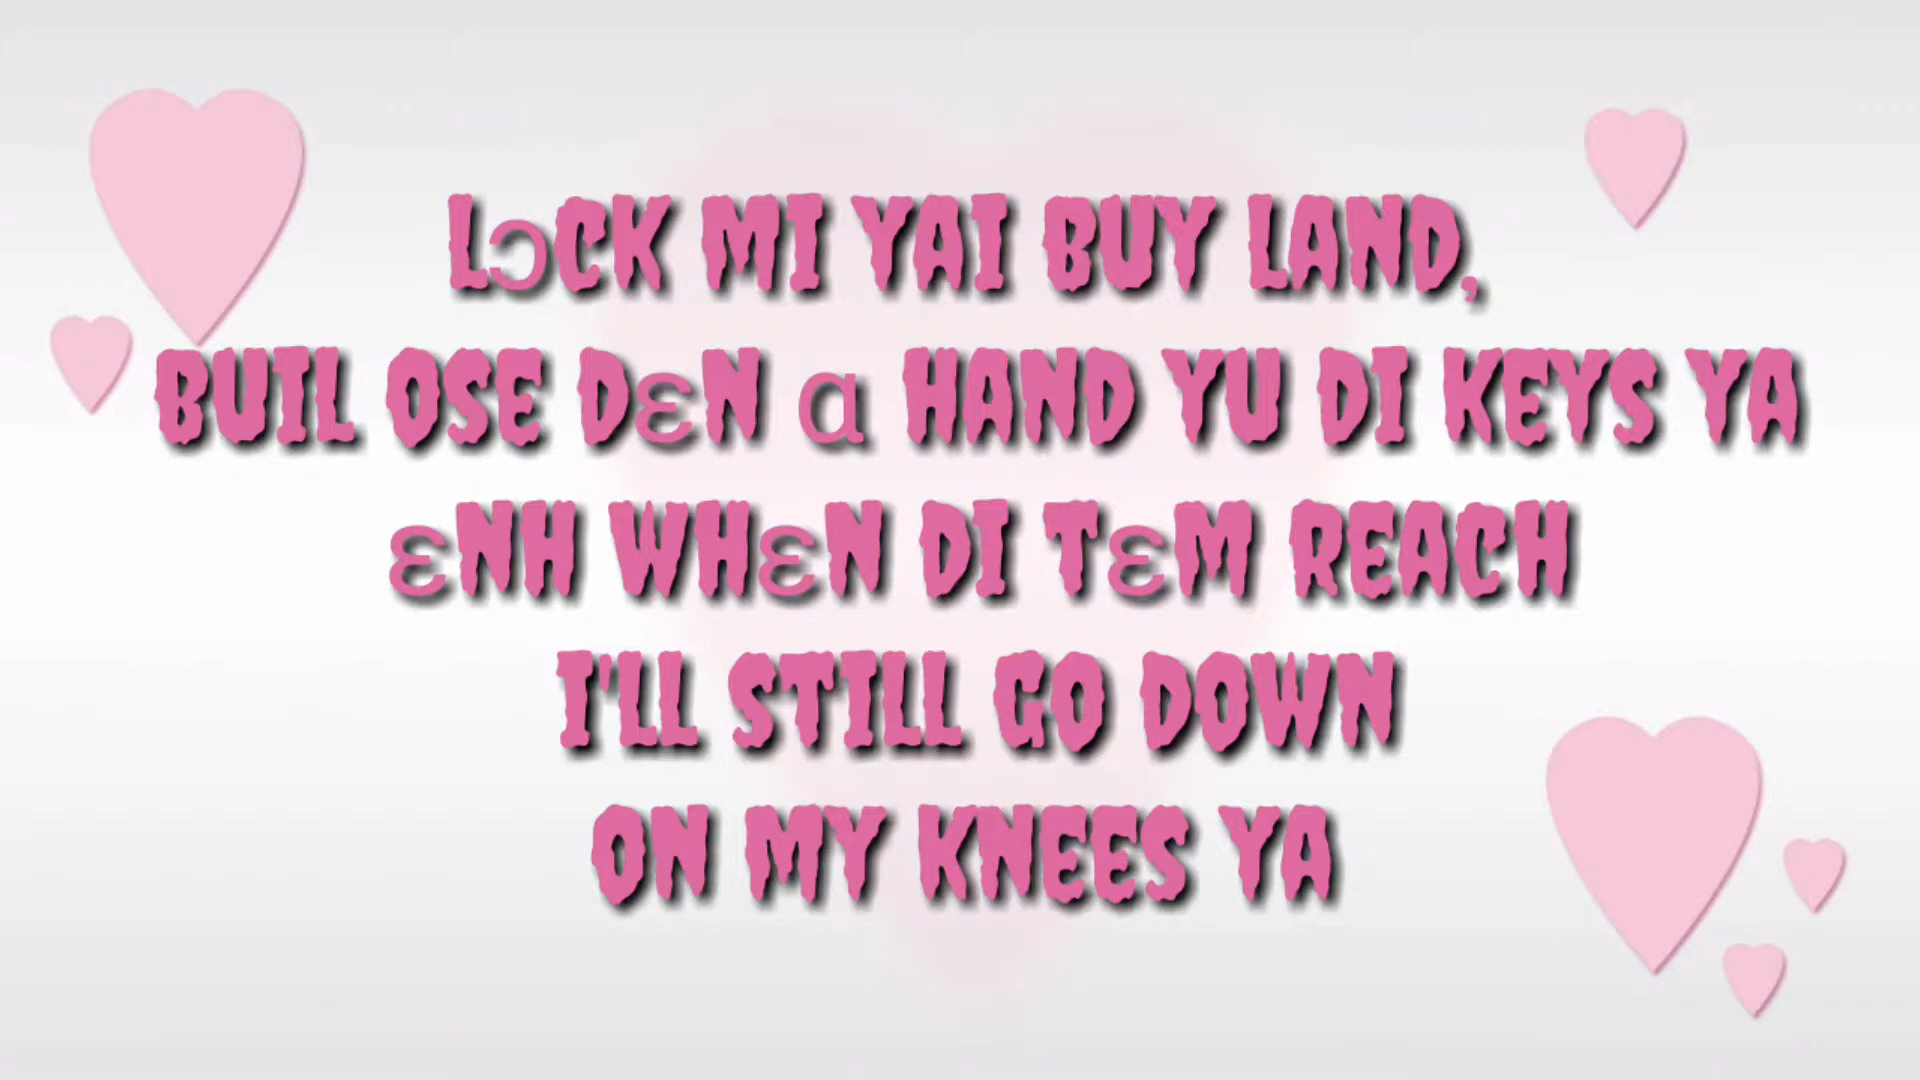 LɔCK MI YAI BUY LAND,
BUIL OSE DɛN ɑ HAND YU DI KEYS YA
ɛNH WHɛN DI TɛM REACH
I'LL STILL GO DOWN
ON MY KNEES YA